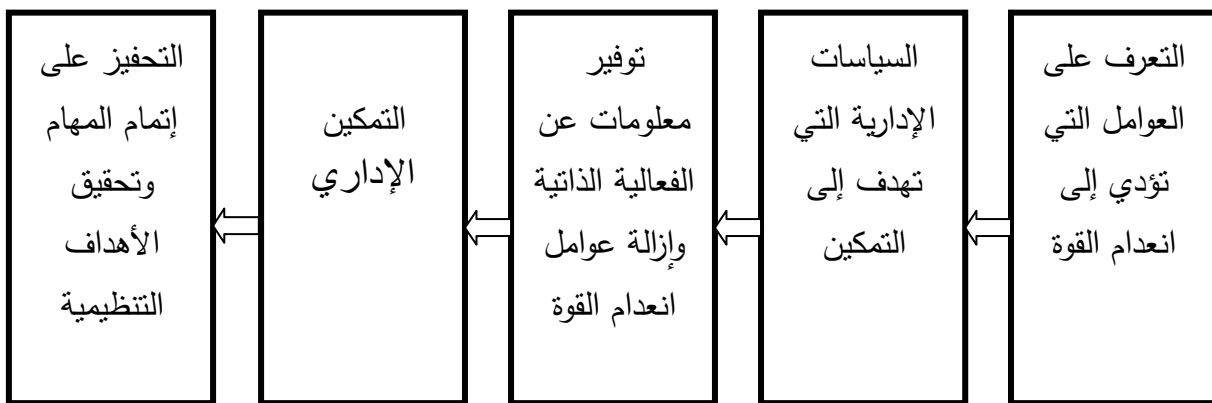 التعرف على
العوامل التي
تؤدي إلى
انعدام القوة
السياسات
الإدارية التي
تهدف إلى
التمكين
توفير
معلومات عن
الفعالية الذاتية
وإزالة عوامل
انعدام القوة
التمكين
الإداري
التحفيز على
إتمام المهام
وتحقيق
الأهداف
التنظيمية